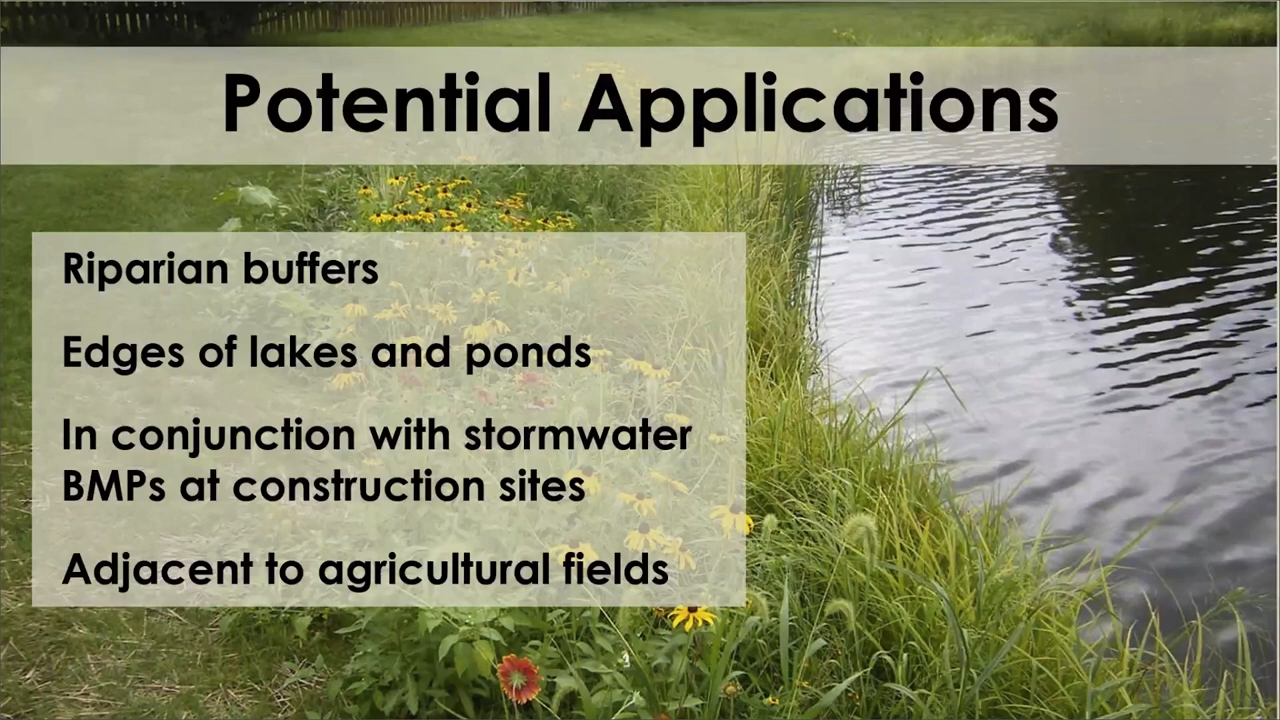 Potential Applications
Riparian buffers
Edges of lakes and ponds
In conjunction with stormwater
BMPs at construction sites
Adjacent to agricultural fields